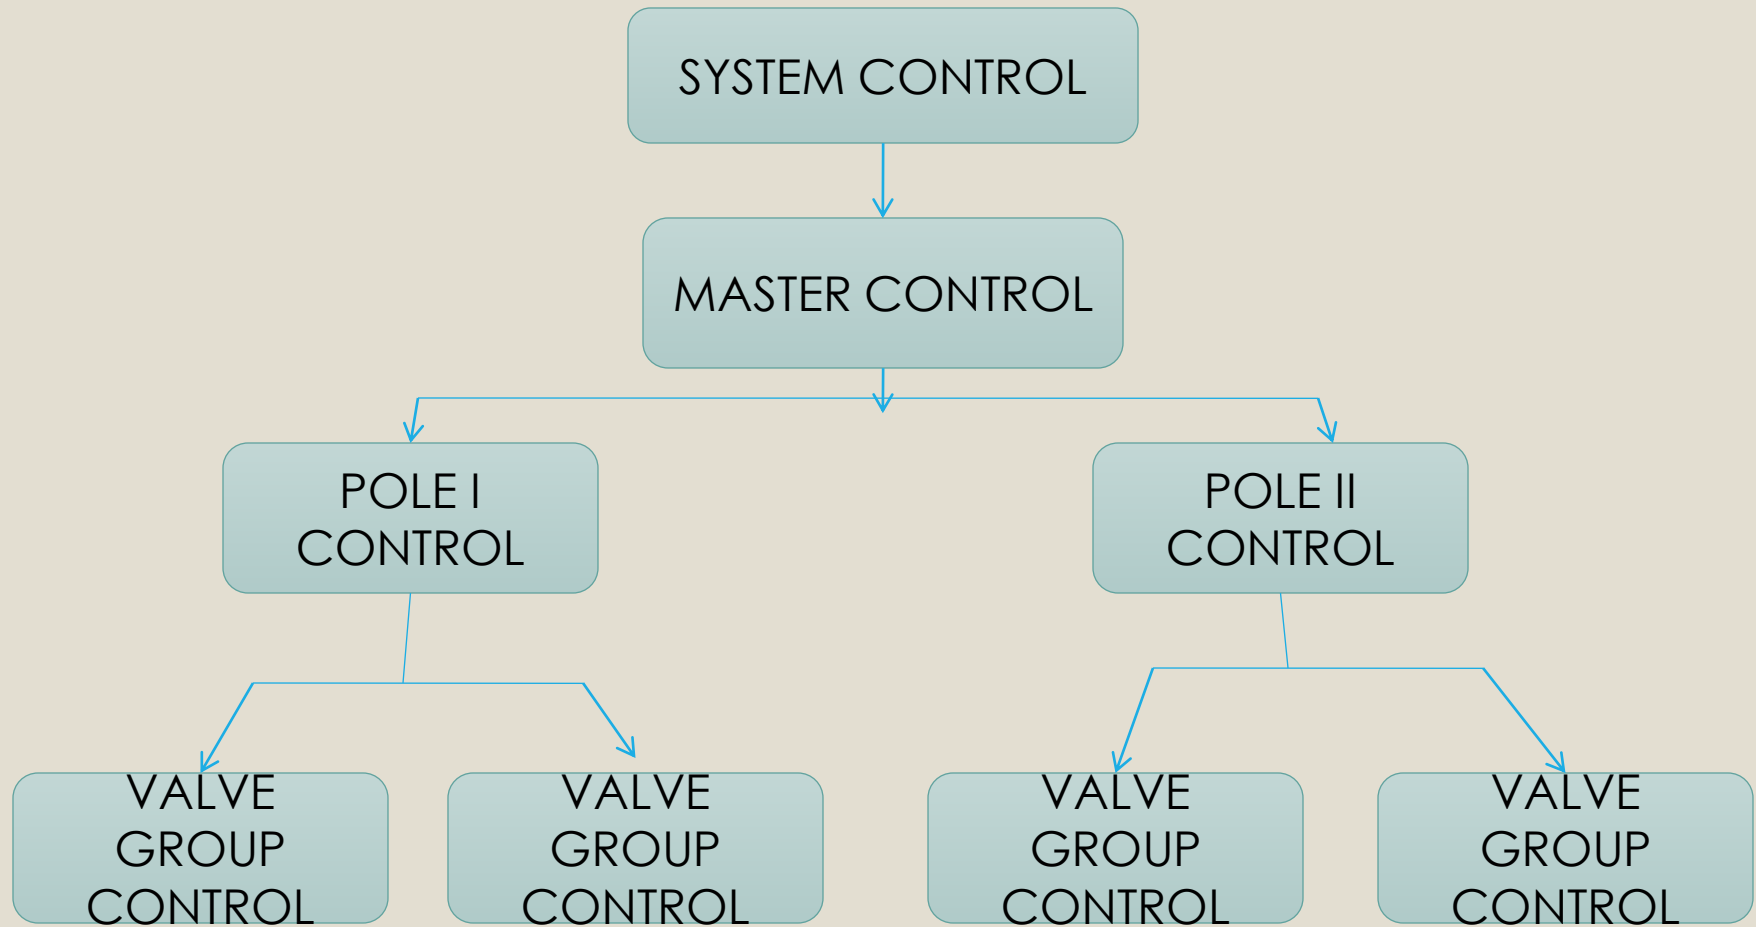 SYSTEM CONTROL
MASTER CONTROL
POLE I
CONTROL
POLE II
CONTROL
VALVE
GROUP
CONTROL
VALVE
GROUP
CONTROL
VALVE
GROUP
CONTROL
VALVE
GROUP
CONTROL